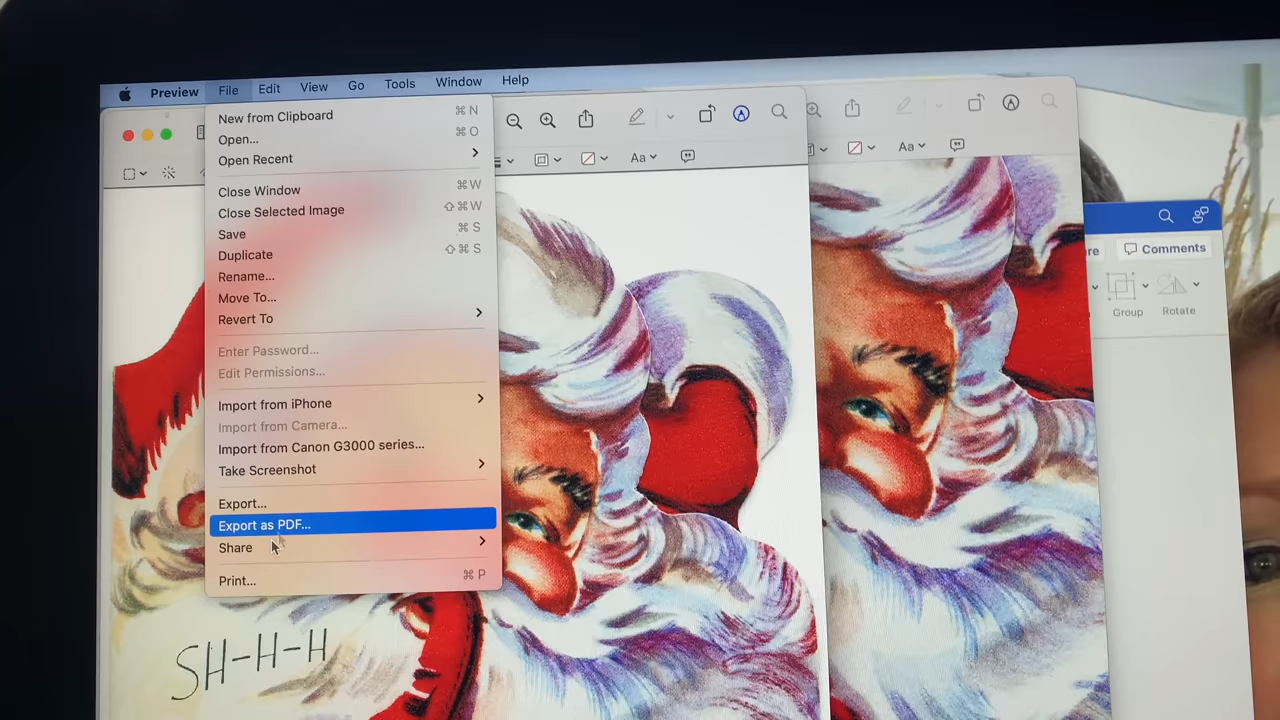 Preview File Edit View Go Tools Window Help
New from Clipboard ⌘ N
Open... ⌘ O
Open Recent
Close Window ⌘ W
Close Selected Image ⇧ ⌘ W
Save ⌘ S
Duplicate ⇧ ⌘ S
Rename...
Move To...
Revert To
Enter Password...
Edit Permissions...
Import from iPhone
Import from Camera...
Import from Canon G3000 series...
Take Screenshot
Export...
Export as PDF...
Share
Print... ⌘ P
Aa
Aa
re
Comments
Group Rotate
SH-H-H